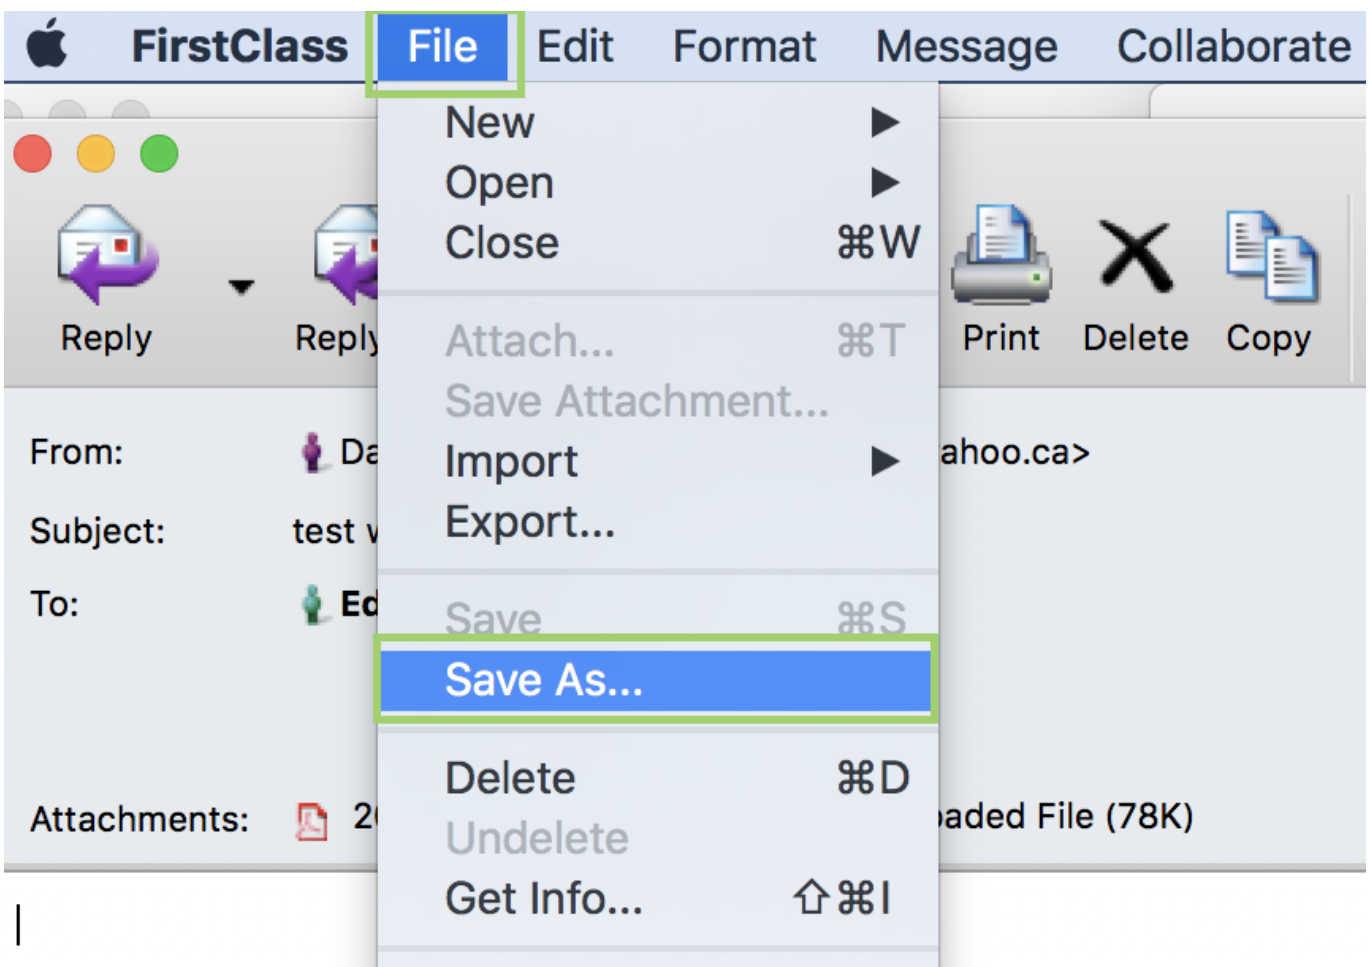 FirstClass File Edit Format Message Collaborate
New ▶
Open ▶
Close ⌘W
Reply Reply Print Delete Copy
Attach... ⌘T
Save Attachment...
From: ahoo.ca>
Import ▶
Export...
Subject: test
To:
Save ⌘S
Save As...
Delete ⌘D
Attachments: File (78K)
Undelete
Get Info... ⇧⌘I